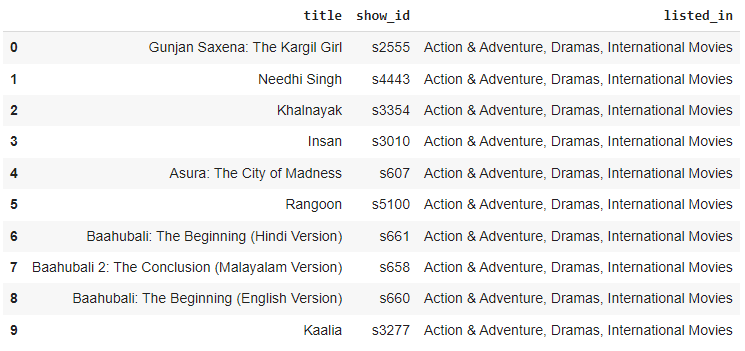 title show_id listed_in
0 Gunjan Saxena: The Kargil Girl s2555 Action & Adventure, Dramas, International Movies
1 Needhi Singh s4443 Action & Adventure, Dramas, International Movies
2 Khalnayak s3354 Action & Adventure, Dramas, International Movies
3 Insan s3010 Action & Adventure, Dramas, International Movies
4 Asura: The City of Madness s607 Action & Adventure, Dramas, International Movies
5 Rangoon s5100 Action & Adventure, Dramas, International Movies
6 Baahubali: The Beginning (Hindi Version) s661 Action & Adventure, Dramas, International Movies
7 Baahubali 2: The Conclusion (Malayalam Version) s658 Action & Adventure, Dramas, International Movies
8 Baahubali: The Beginning (English Version) s660 Action & Adventure, Dramas, International Movies
9 Kaalia s3277 Action & Adventure, Dramas, International Movies